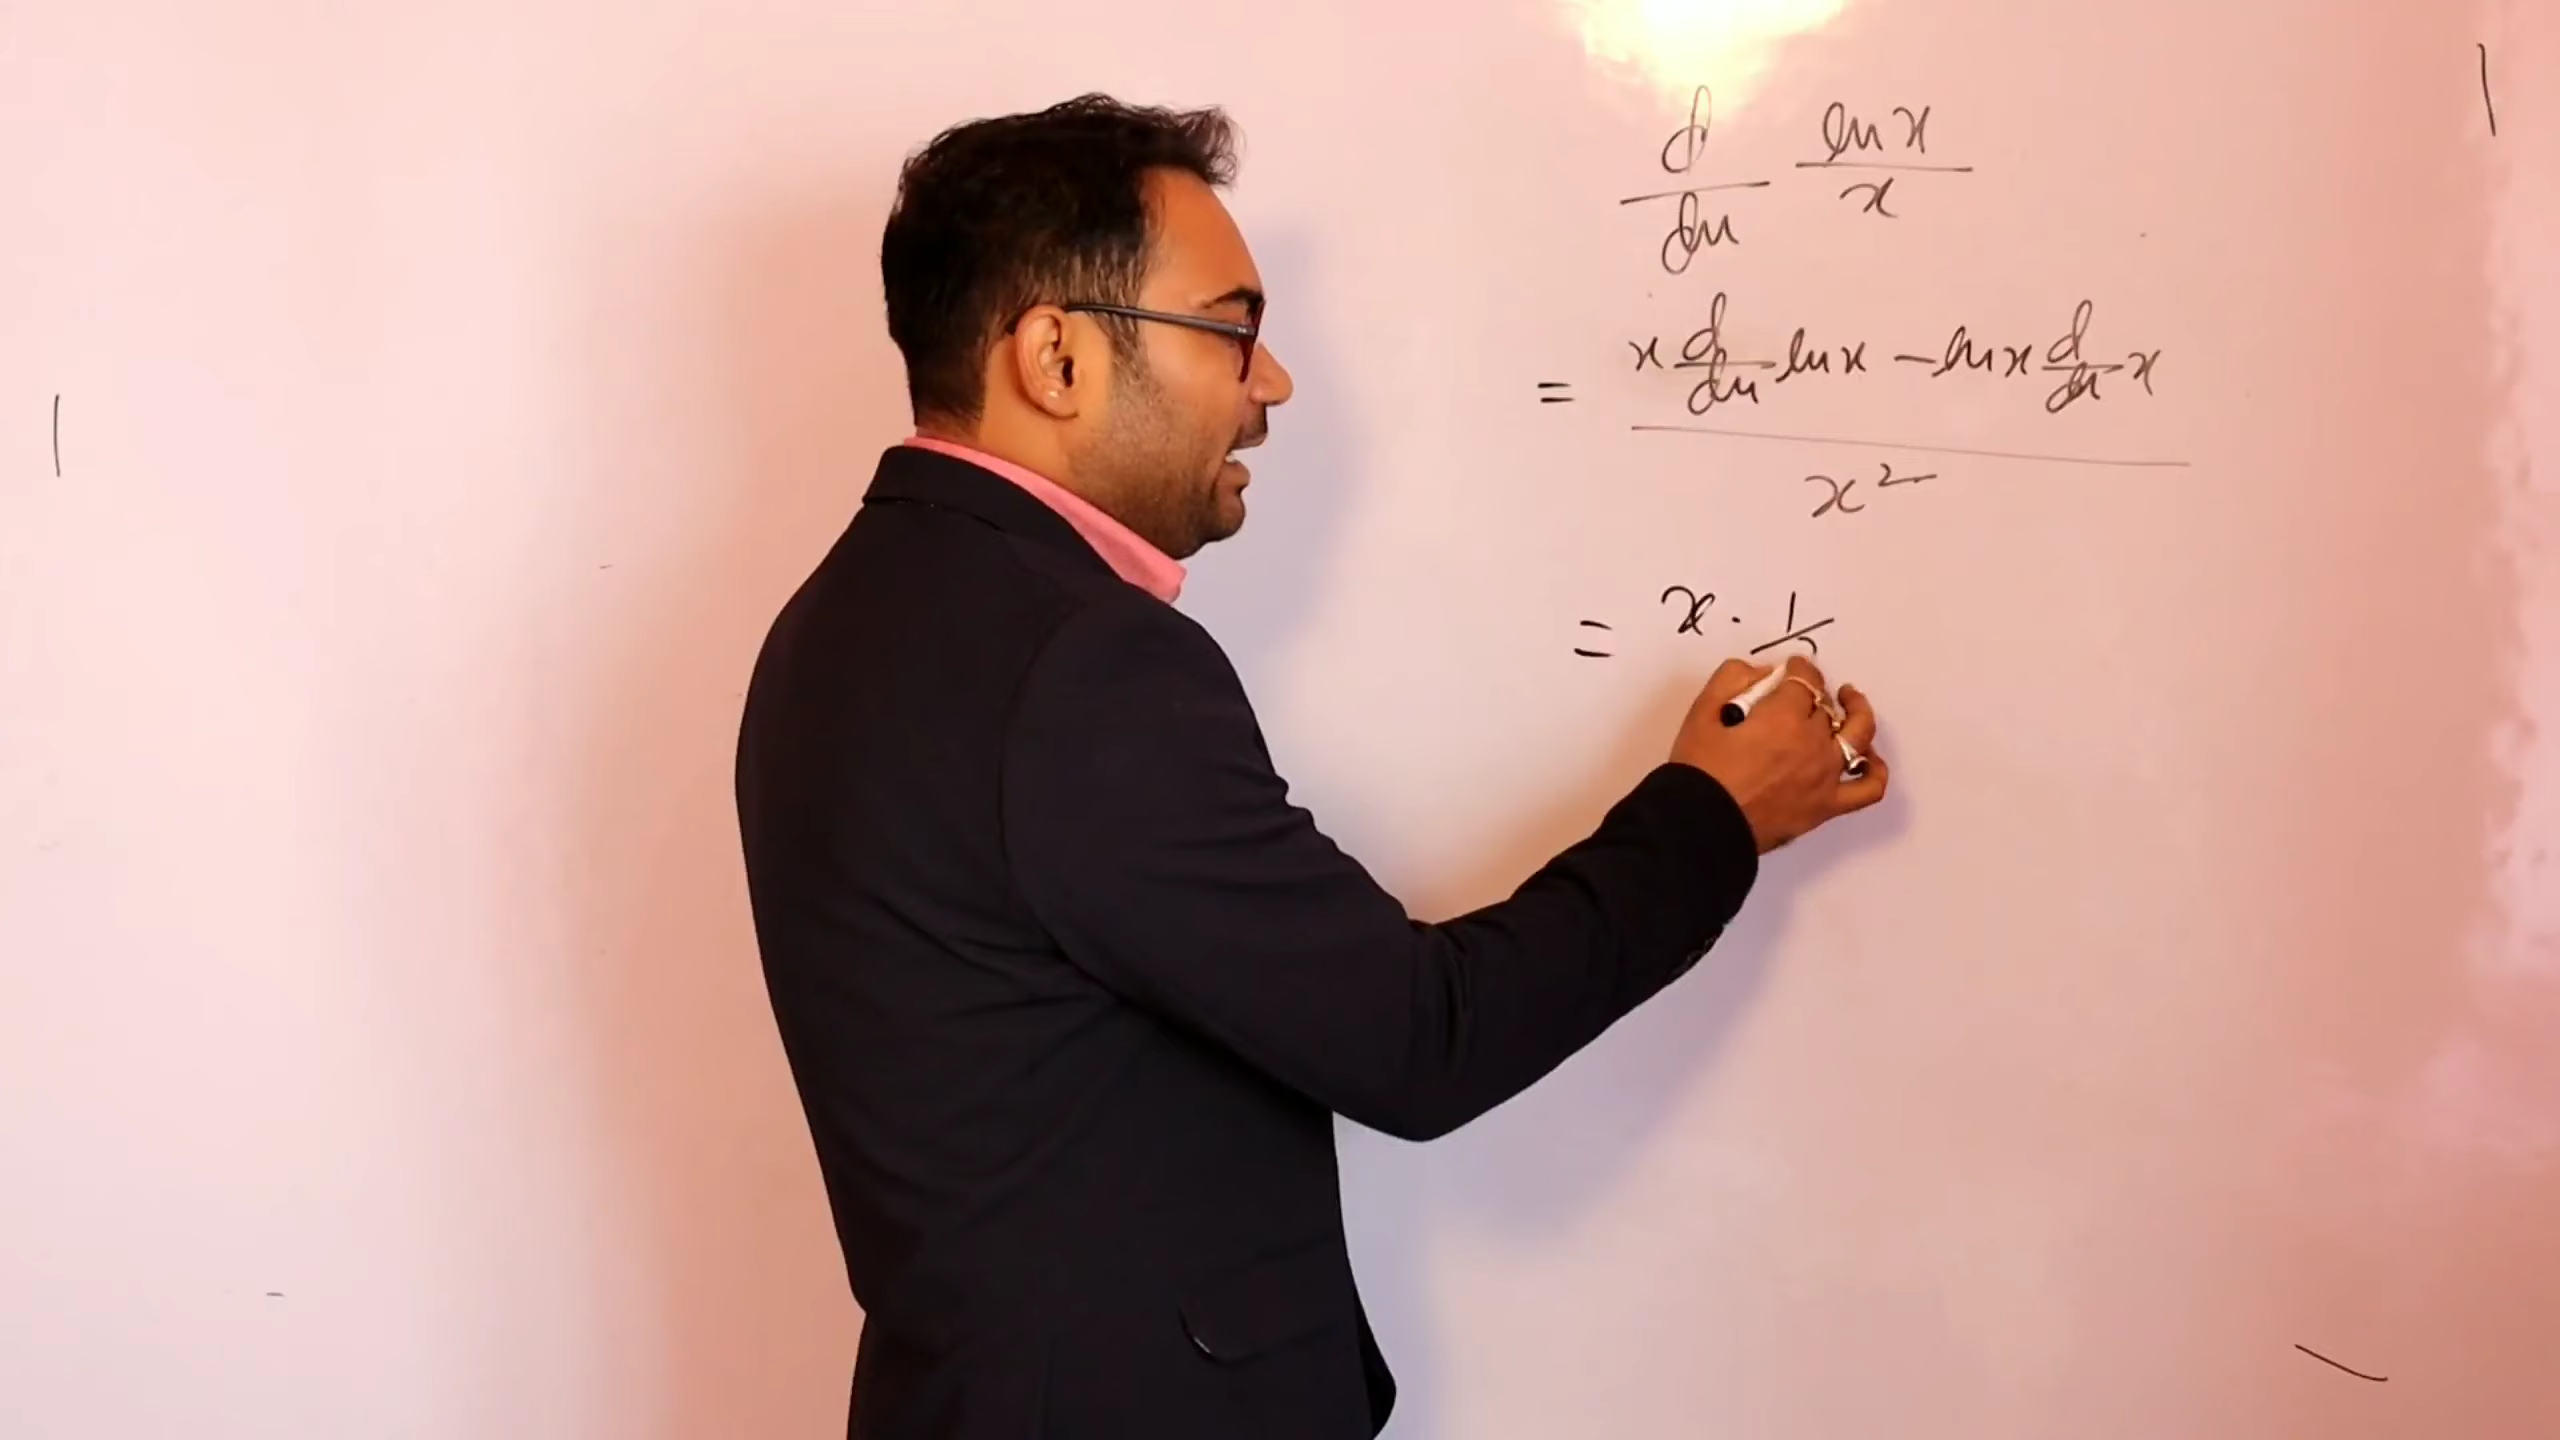 d/dx ln x / x
= x d/dx ln x - ln x d/dx x / x²
= x · 1/